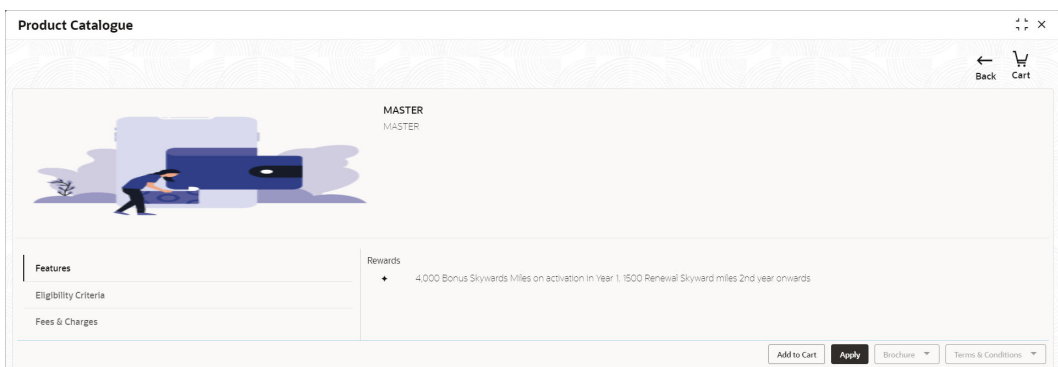 Product Catalogue
Back Cart
MASTER
MASTER
Features
Eligibility Criteria
Fees & Charges
Rewards
4,000 Bonus Skywards Miles on activation in Year 1, 1500 Renewal Skyward miles 2nd year onwards
Add to Cart Apply Brochure Terms & Conditions